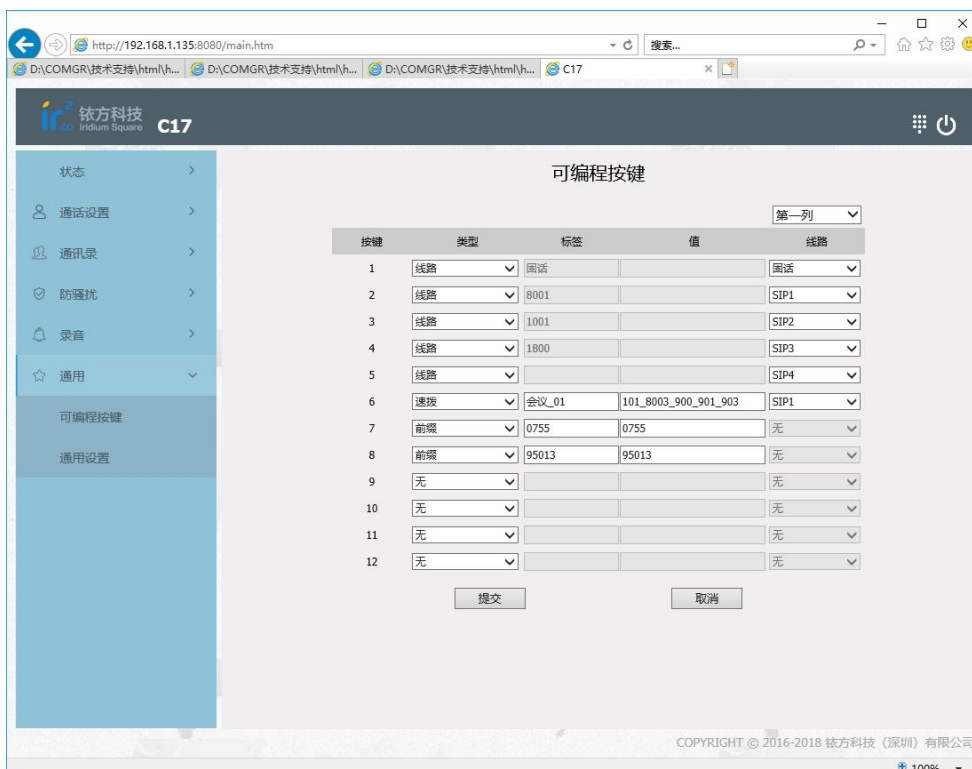 http://192.168.1.135:8080/main.htm
搜索...
D:\COMGR\技术支持\html\h...
D:\COMGR\技术支持\html\h...
D:\COMGR\技术支持\html\h...
C17
铱方科技
Iridium Square
C17
状态
通话设置
通讯录
防骚扰
录音
通用
可编程按键
通用设置
可编程按键
第一列
按键 类型 标签 值 线路
1 线路 固话 固话
2 线路 8001 SIP1
3 线路 1001 SIP2
4 线路 1800 SIP3
5 线路 SIP4
6 速拨 会议_01 101_8003_900_901_903 SIP1
7 前缀 0755 0755 无
8 前缀 95013 95013 无
9 无 无
10 无 无
11 无 无
12 无 无
提交 取消
COPYRIGHT © 2016-2018 铱方科技（深圳）有限公司
100%